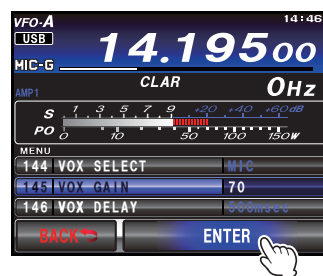 VFO-A 14:46
USB 14.19500
MIC-G
AMP1 CLAR 0Hz
S 1 3 5 7 9 +20 +40 +60dB
PO 0 10 50 100 150W
MENU
144 VOX SELECT MIC
145 VOX GAIN 70
146 VOX DELAY 500msec
BACK ENTER